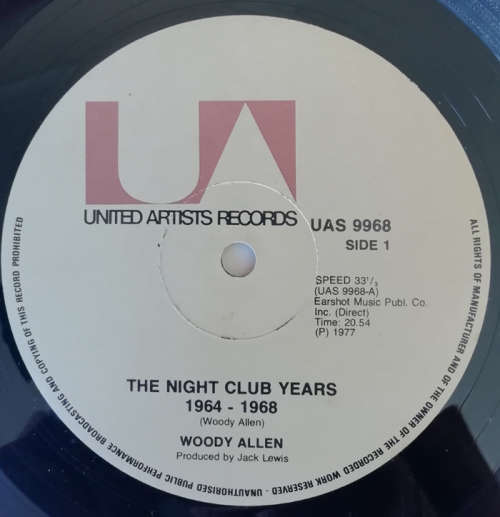 UA
UNITED ARTISTS RECORDS
UAS 9968
SIDE 1
SPEED 33¹/₃
(UAS 9968-A)
Earshot Music Publ. Co.
Inc. (Direct)
Time: 20.54
(P) 1977
THE NIGHT CLUB YEARS
1964 - 1968
(Woody Allen)
WOODY ALLEN
Produced by Jack Lewis
ALL RIGHTS OF MANUFACTURER AND OF THE OWNER OF THE RECORDED WORK RESERVED - UNAUTHORISED PUBLIC PERFORMANCE BROADCASTING AND COPYING OF THIS RECORD PROHIBITED